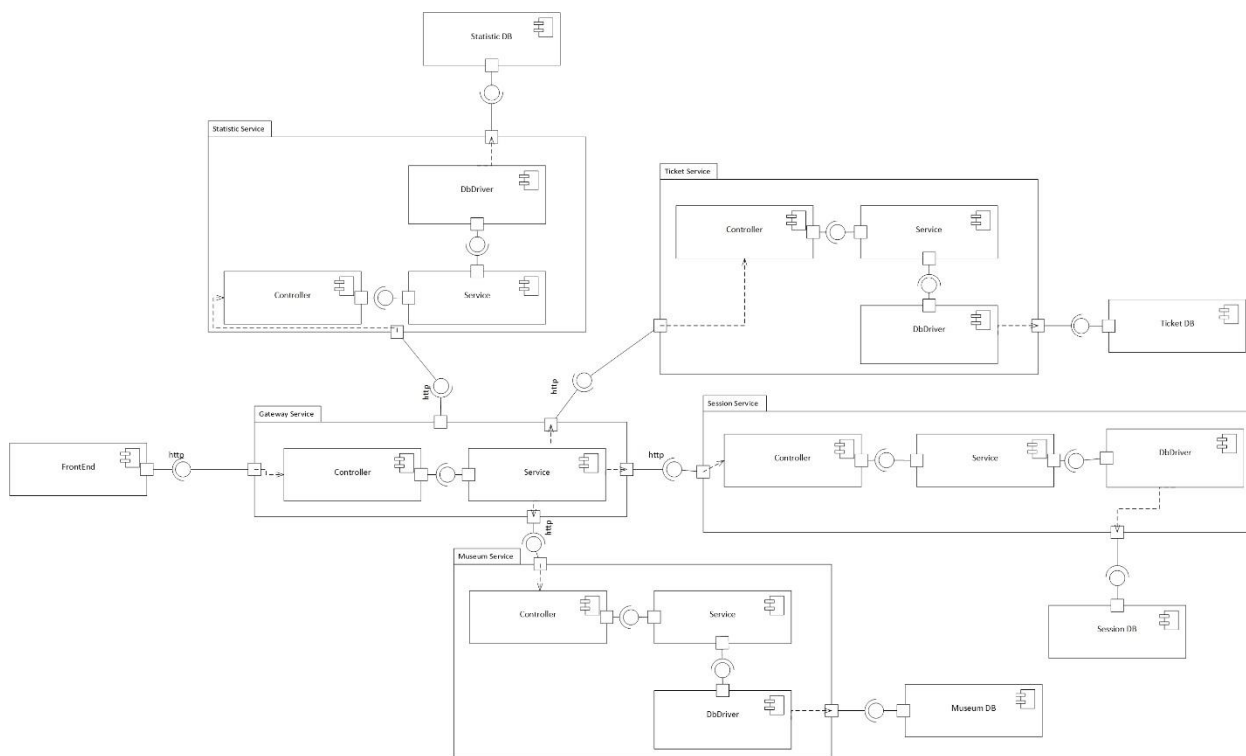 Statistic DB
Statistic Service
DbDriver
Controller
Service
Ticket Service
Controller
Service
DbDriver
Ticket DB
http
http
Gateway Service
Session Service
FrontEnd
http
Controller
Service
http
Controller
Service
DbDriver
http
Museum Service
Controller
Service
DbDriver
Museum DB
Session DB